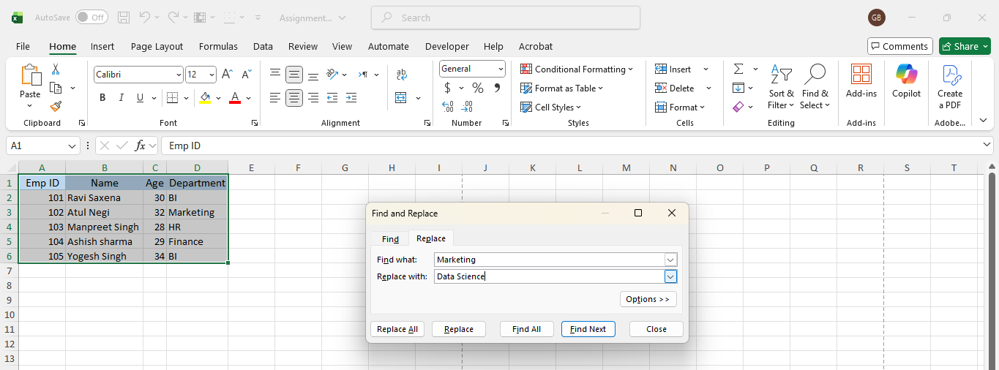 AutoSave Off Assignment... Search GB
File Home Insert Page Layout Formulas Data Review View Automate Developer Help Acrobat Comments Share
Calibri 12 A A General Conditional Formatting Insert
Paste B I U A $ % 9 Format as Table Delete Sort & Filter Find & Select Add-ins Copilot Create a PDF
ab
.00 .0 Cell Styles Format
Clipboard Font Alignment Number Styles Cells Editing Add-ins Adobe...
A1 fx Emp ID
A B C D E F G H I J K L M N O P Q R S T
1 Emp ID Name Age Department
2 101 Ravi Saxena 30 BI
3 102 Atul Negi 32 Marketing
4 103 Manpreet Singh 28 HR
5 104 Ashish sharma 29 Finance
6 105 Yogesh Singh 34 BI
7
8
9
10
11
12
13
Find and Replace
Find Replace
Find what: Marketing
Replace with: Data Science
Options >>
Replace All Replace Find All Find Next Close